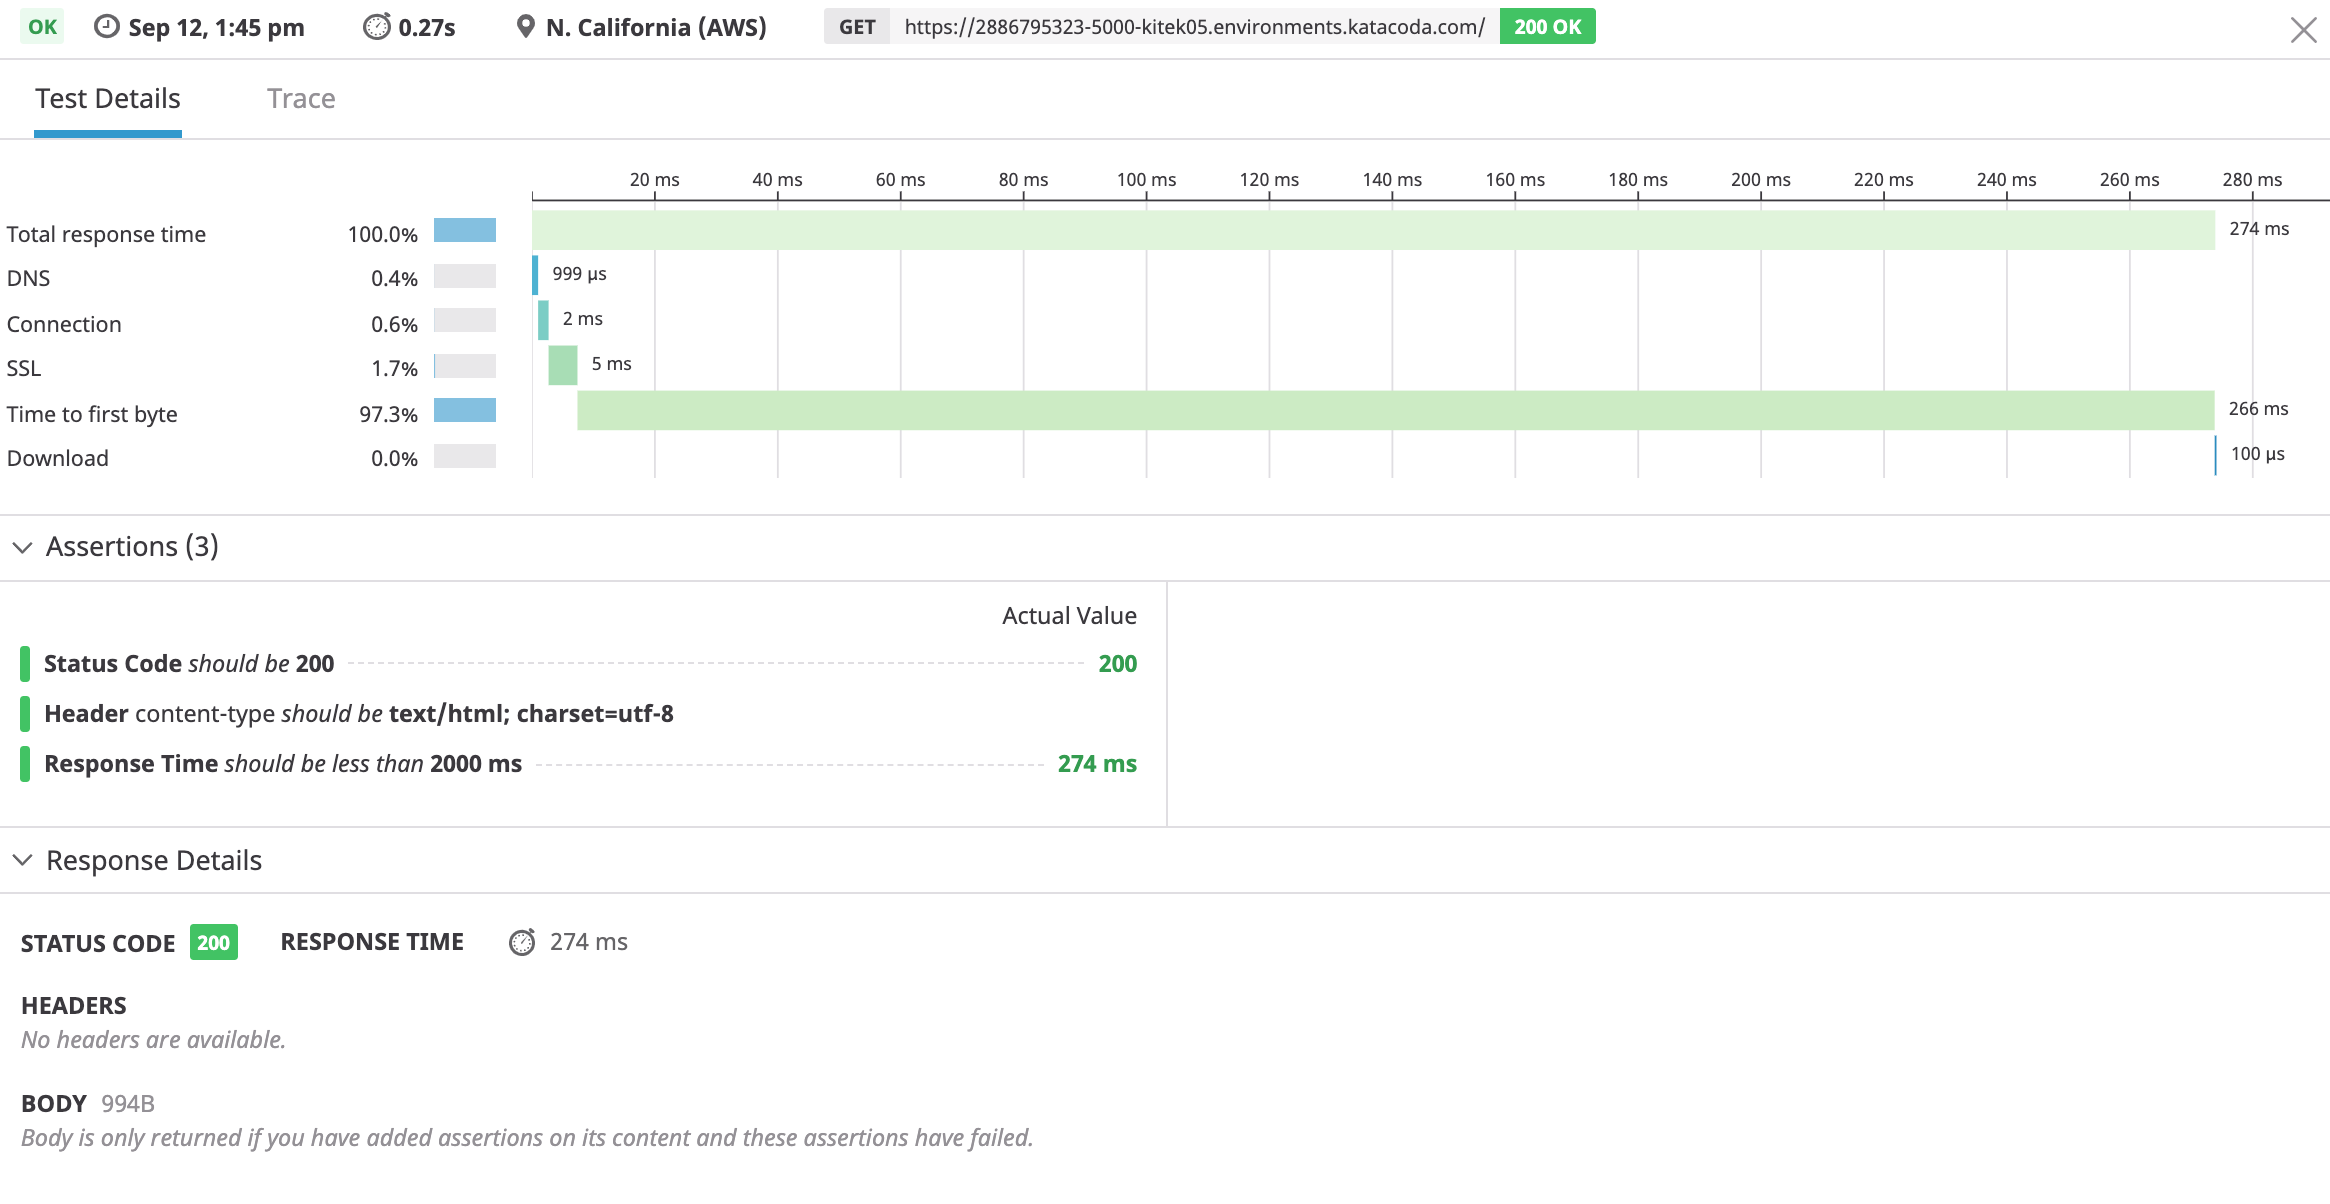 OK Sep 12, 1:45 pm 0.27s N. California (AWS) GET https://2886795323-5000-kitek05.environments.katacoda.com/ 200 OK
Test Details Trace
20 ms 40 ms 60 ms 80 ms 100 ms 120 ms 140 ms 160 ms 180 ms 200 ms 220 ms 240 ms 260 ms 280 ms
Total response time 100.0% 274 ms
DNS 0.4% 999 µs
Connection 0.6% 2 ms
SSL 1.7% 5 ms
Time to first byte 97.3% 266 ms
Download 0.0% 100 µs
Assertions (3)
Actual Value
Status Code should be 200 200
Header content-type should be text/html; charset=utf-8
Response Time should be less than 2000 ms 274 ms
Response Details
STATUS CODE 200 RESPONSE TIME 274 ms
HEADERS
No headers are available.
BODY 994B
Body is only returned if you have added assertions on its content and these assertions have failed.